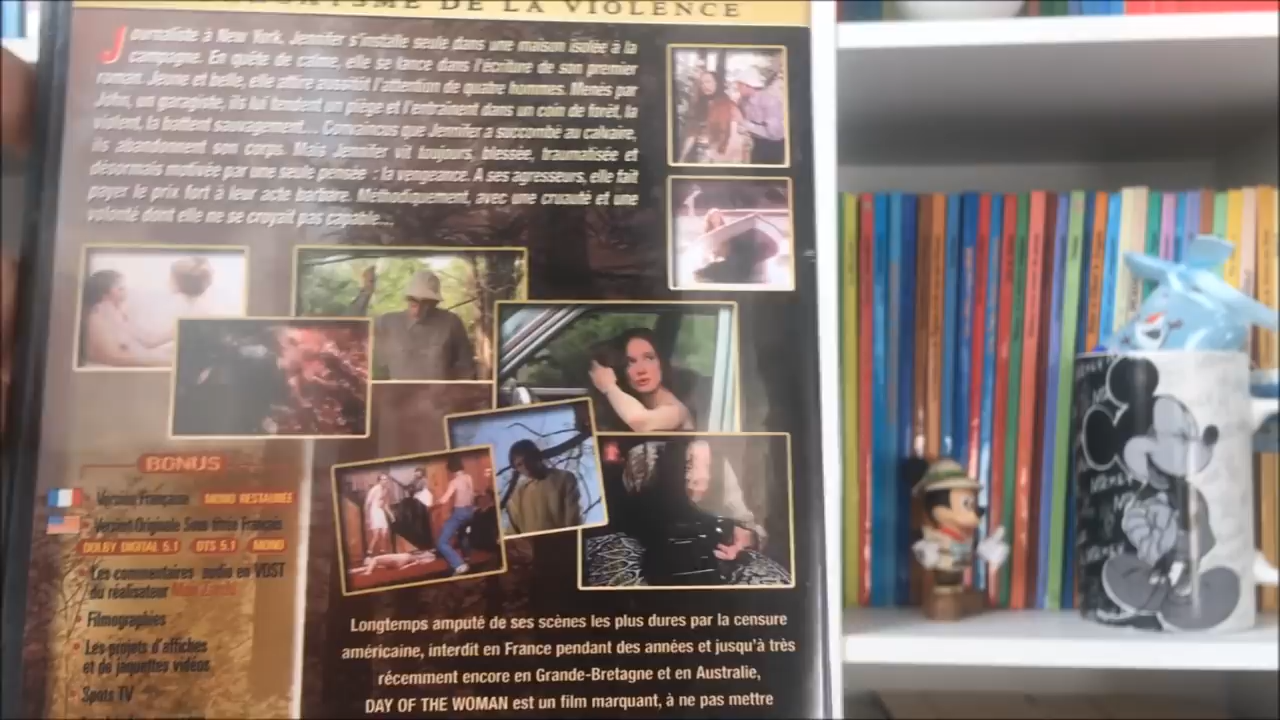 DE LA VIOLENCE
Journaliste à New York, Jennifer s'installe seule dans une maison isolée à la
campagne. En quête de calme, elle se lance dans l'écriture de son premier
roman. Jeune et belle, elle attire aussitôt l'attention de quatre hommes. Menés par
John, un garagiste, ils lui tendent un piège et l'entraînent dans un coin de forêt, la
violent, la battent sauvagement... Convaincus que Jennifer a succombé au calvaire,
ils abandonnent son corps. Mais Jennifer vit toujours, blessée, traumatisée et
désormais motivée par une seule pensée : la vengeance. A ses agresseurs, elle fait
payer le prix fort à leur acte barbare. Méthodiquement, avec une cruauté et une
volonté dont elle ne se croyait pas capable...
BONUS
Version Française MONO RESTAURÉE
Version Originale Sous titrée Français
DOLBY DIGITAL 5.1 DTS 5.1 MONO
Les commentaires audio en VOST
du réalisateur
Filmographies
Les projets d'affiches
et de jaquettes vidéos
Spots TV
Longtemps amputé de ses scènes les plus dures par la censure
américaine, interdit en France pendant des années et jusqu'à très
récemment encore en Grande-Bretagne et en Australie,
DAY OF THE WOMAN est un film marquant, à ne pas mettre